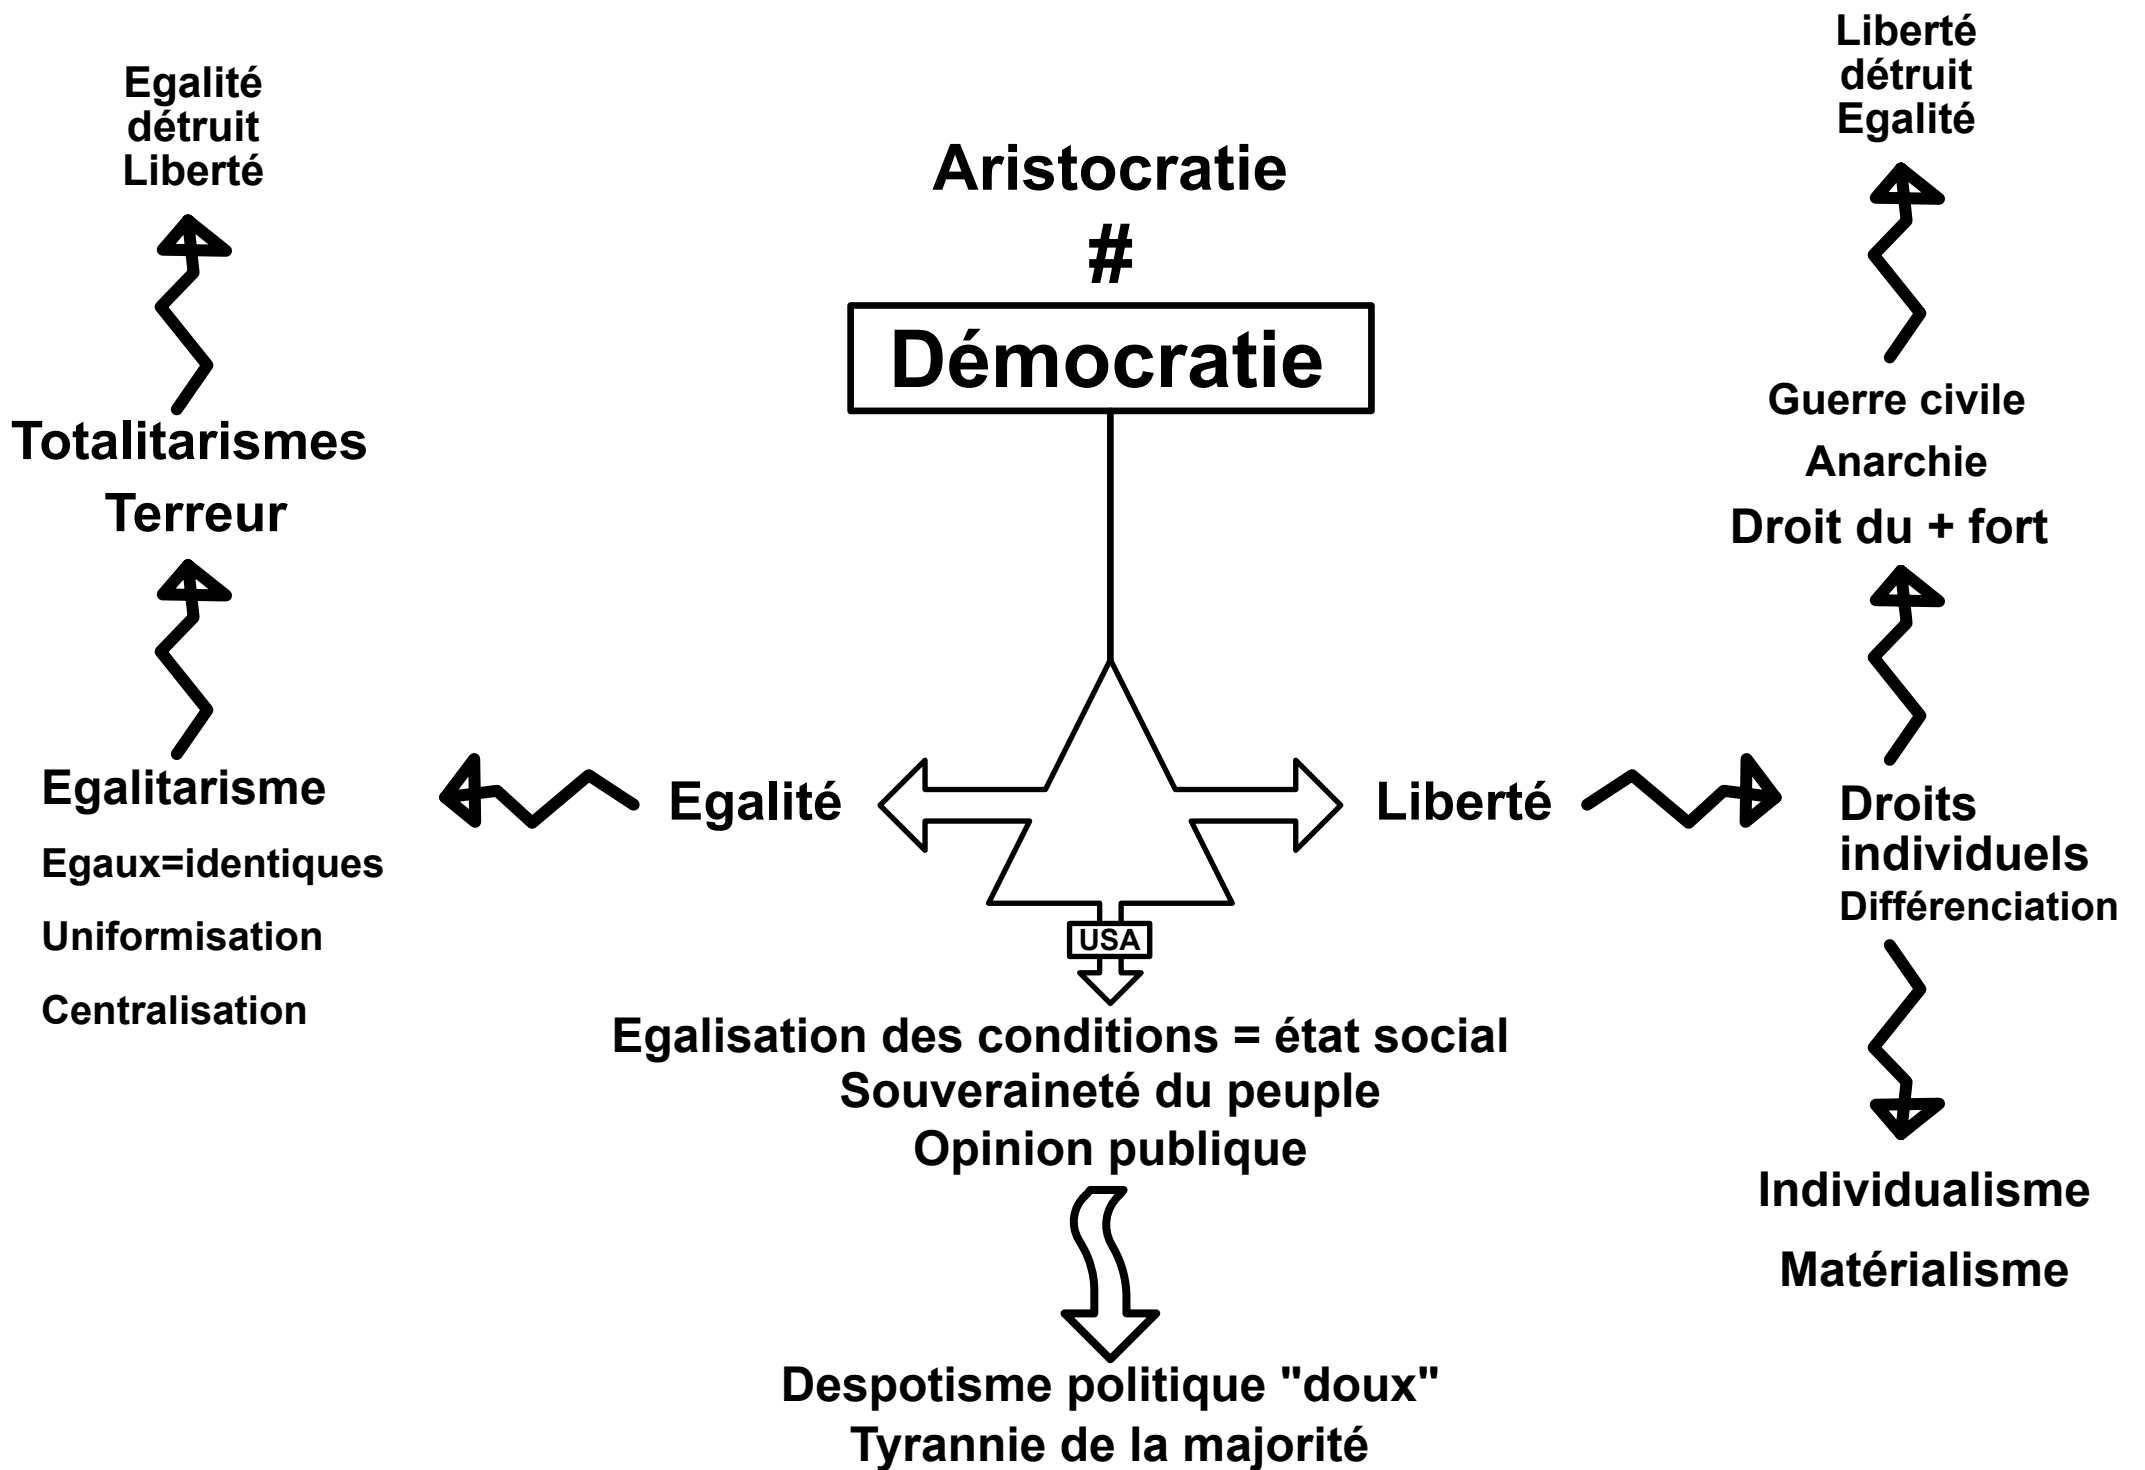 Egalité
détruit
Liberté
Totalitarismes
Terreur
Egalitarisme
Egaux=identiques
Uniformisation
Centralisation
Aristocratie
#
Démocratie
Egalité
Liberté
USA
Egalisation des conditions = état social
Souveraineté du peuple
Opinion publique
Despotisme politique "doux"
Tyrannie de la majorité
Liberté
détruit
Egalité
Guerre civile
Anarchie
Droit du + fort
Droits
individuels
Différenciation
Individualisme
Matérialisme